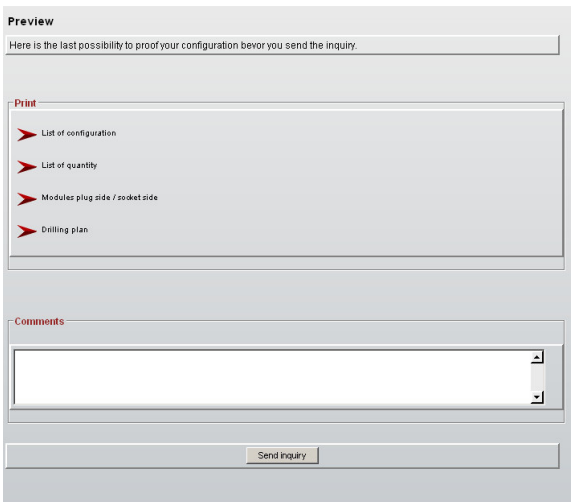 Preview
Here is the last possibility to proof your configuration bevor you send the inquiry.
Print
List of configuration
List of quantity
Modules plug side / socket side
Drilling plan
Comments
Send inquiry